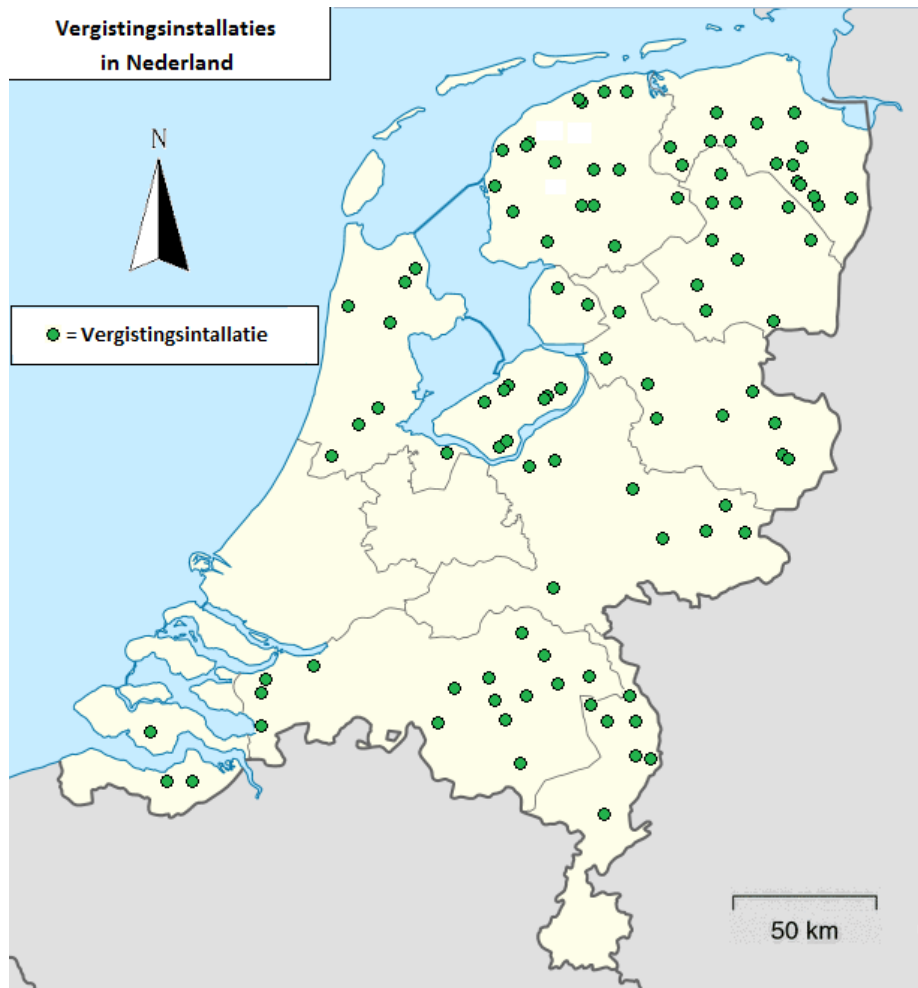 Vergistingsinstallaties
in Nederland
N
= Vergistingsintallatie
50 km